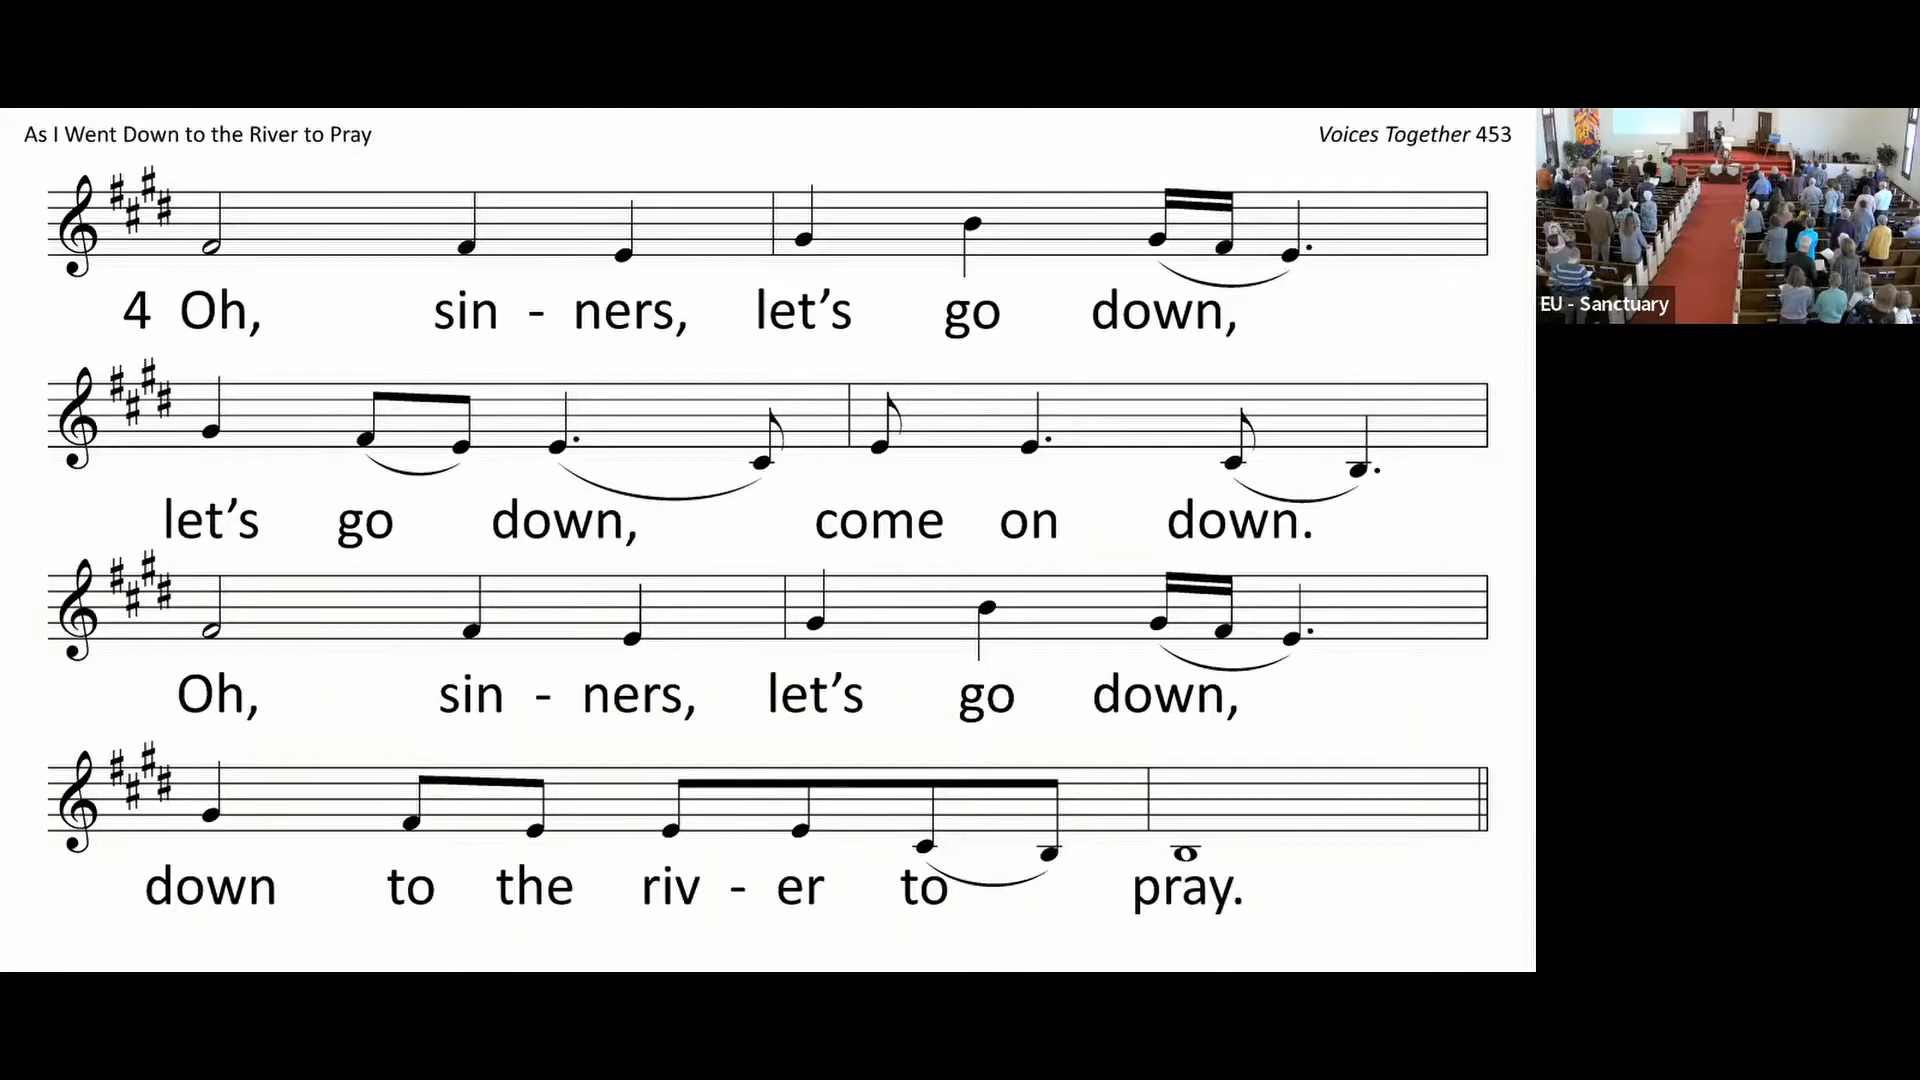 As I Went Down to the River to Pray
Voices Together 453
4 Oh, sin - ners, let’s go down,
let’s go down, come on down.
Oh, sin - ners, let’s go down,
down to the riv - er to pray.
EU - Sanctuary